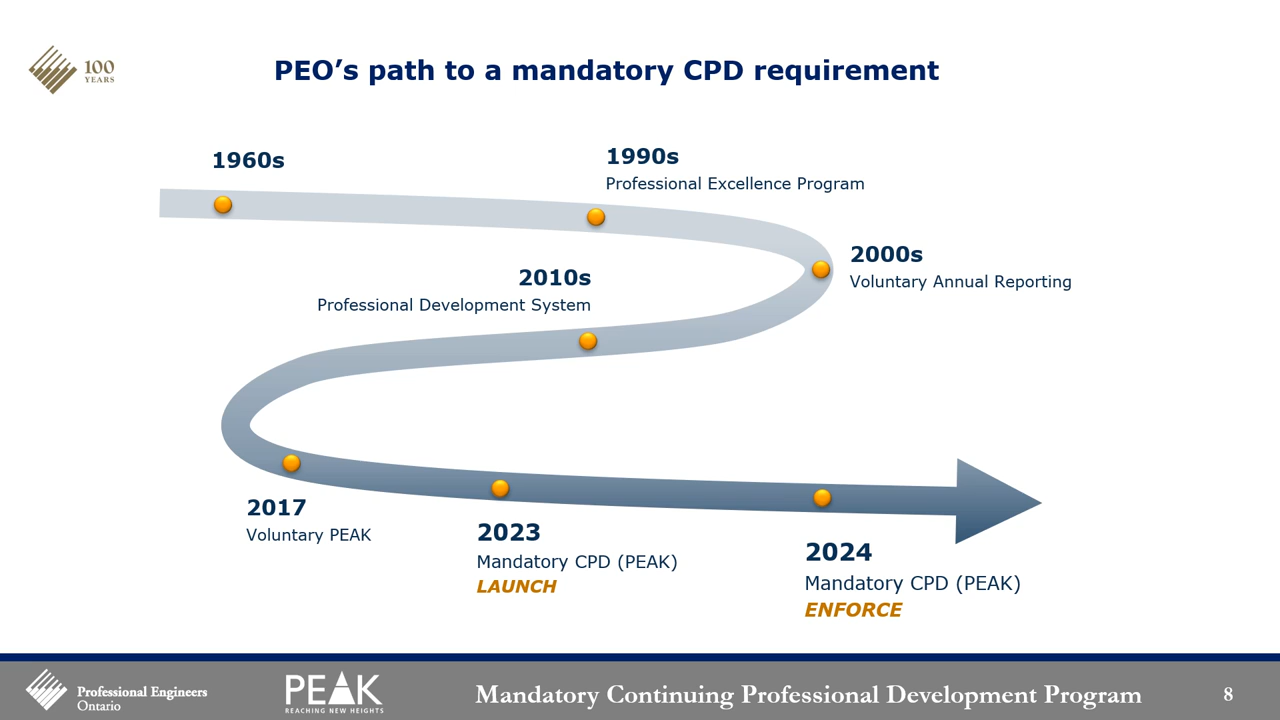 100
YEARS
PEO’s path to a mandatory CPD requirement
1960s
1990s
Professional Excellence Program
2000s
Voluntary Annual Reporting
2010s
Professional Development System
2017
Voluntary PEAK
2023
Mandatory CPD (PEAK)
LAUNCH
2024
Mandatory CPD (PEAK)
ENFORCE
Professional Engineers
Ontario
PEAK
REACHING NEW HEIGHTS
Mandatory Continuing Professional Development Program
8